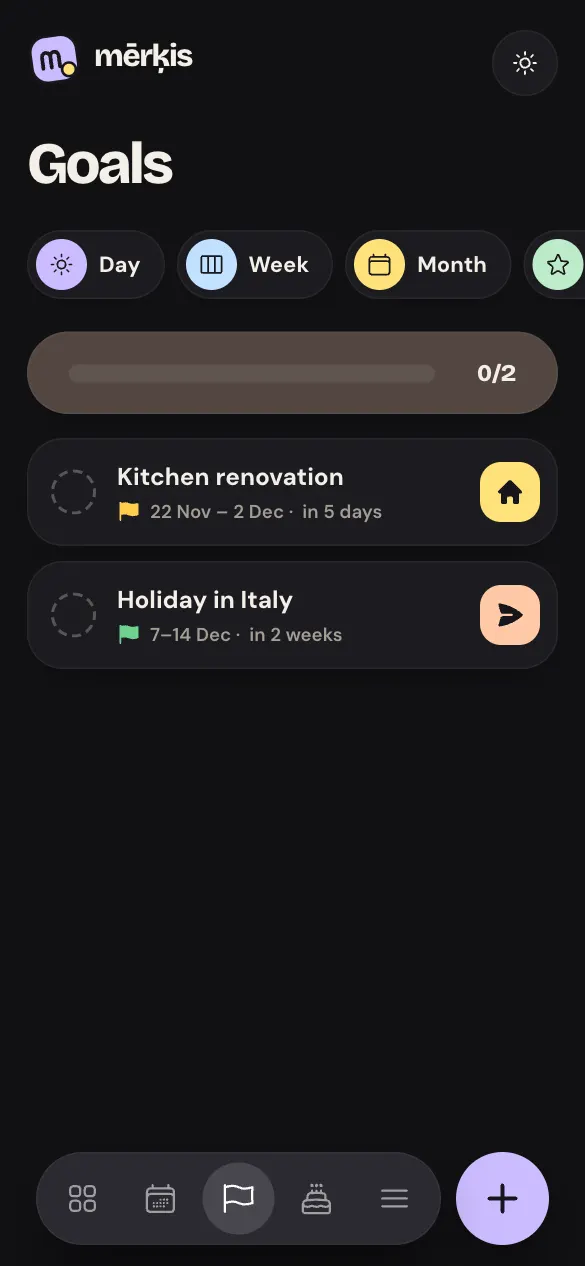 m.
mērķis
Goals
Day
Week
Month
0/2
Kitchen renovation
22 Nov – 2 Dec · in 5 days
Holiday in Italy
7–14 Dec · in 2 weeks